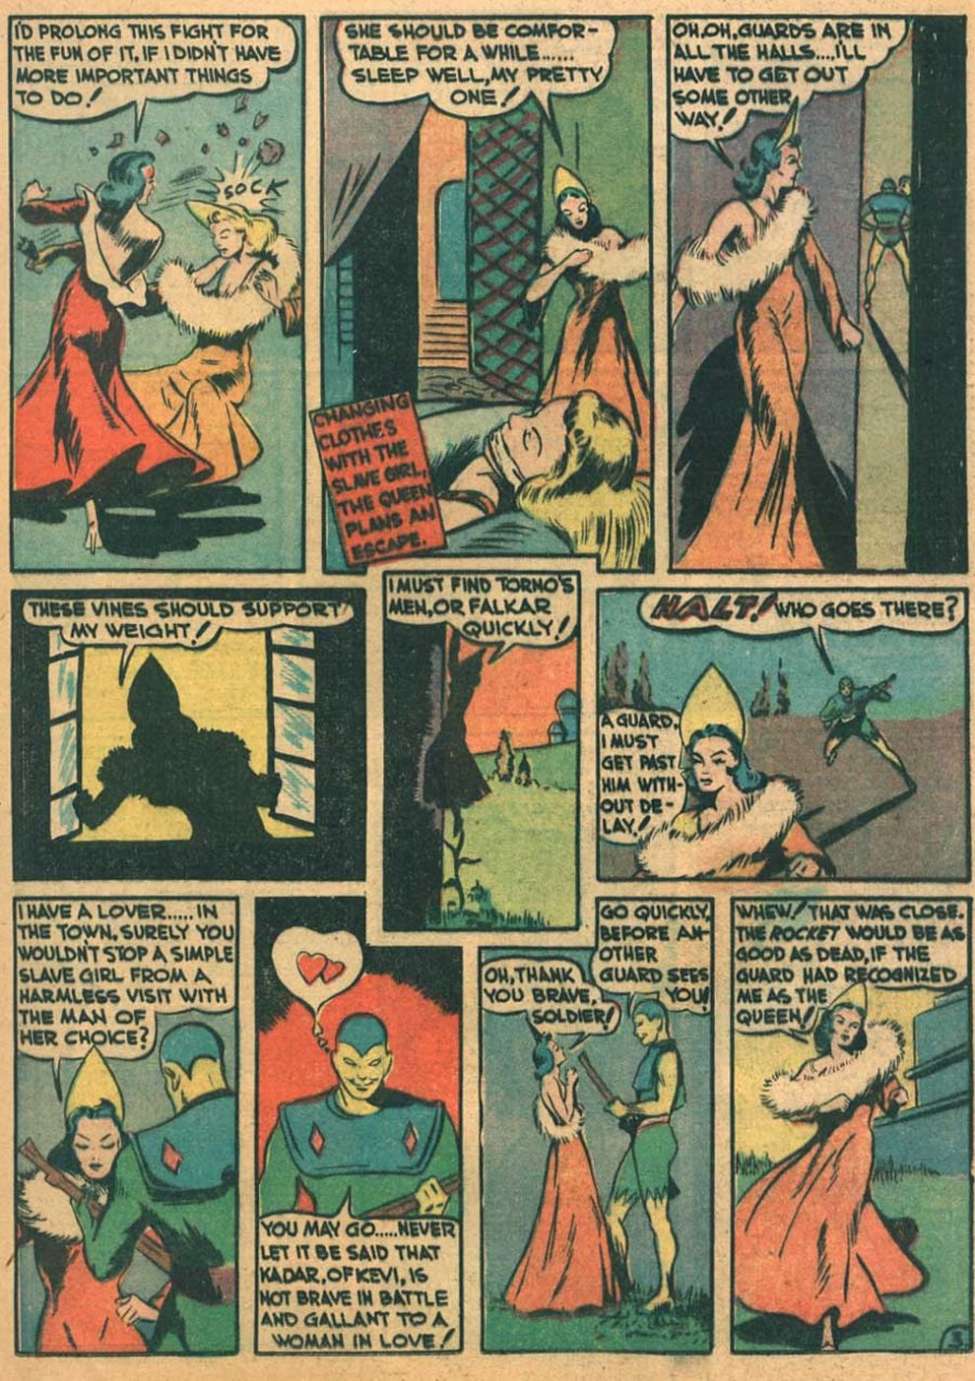 I'D PROLONG THIS FIGHT FOR
THE FUN OF IT, IF I DIDN'T HAVE
MORE IMPORTANT THINGS
TO DO!
SOCK
SHE SHOULD BE COMFOR-
TABLE FOR A WHILE......
SLEEP WELL, MY PRETTY
ONE!
CHANGING
CLOTHES
WITH THE
SLAVE GIRL,
THE QUEEN
PLANS AN
ESCAPE.
OH, OH, GUARDS ARE IN
ALL THE HALLS....I'LL
HAVE TO GET OUT
SOME OTHER
WAY!
THESE VINES SHOULD SUPPORT
MY WEIGHT!
I MUST FIND TORNO'S
MEN, OR FALKAR
QUICKLY!
HALT! WHO GOES THERE?
A GUARD,
I MUST
GET PAST
HIM WITH-
OUT DE-
LAY!
I HAVE A LOVER..... IN
THE TOWN, SURELY YOU
WOULDN'T STOP A SIMPLE
SLAVE GIRL FROM A
HARMLESS VISIT WITH
THE MAN OF
HER CHOICE?
YOU MAY GO.....NEVER
LET IT BE SAID THAT
KADAR, OF KEVI, IS
NOT BRAVE IN BATTLE
AND GALLANT TO A
WOMAN IN LOVE!
GO QUICKLY,
BEFORE AN-
OTHER
GUARD SEES
YOU!
OH, THANK
YOU BRAVE,
SOLDIER!
WHEW! THAT WAS CLOSE.
THE ROCKET WOULD BE AS
GOOD AS DEAD, IF THE
GUARD HAD RECOGNIZED
ME AS THE
QUEEN!
5